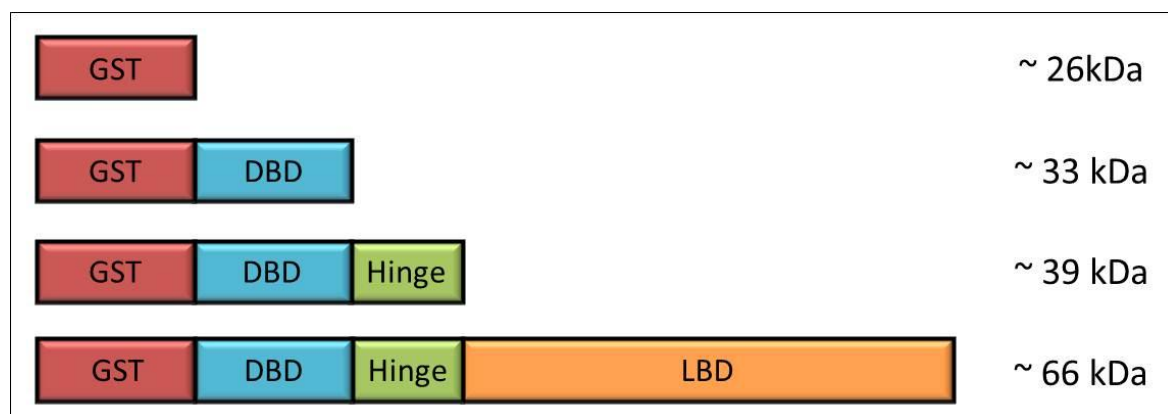 GST ~ 26kDa
GST DBD ~ 33 kDa
GST DBD Hinge ~ 39 kDa
GST DBD Hinge LBD ~ 66 kDa